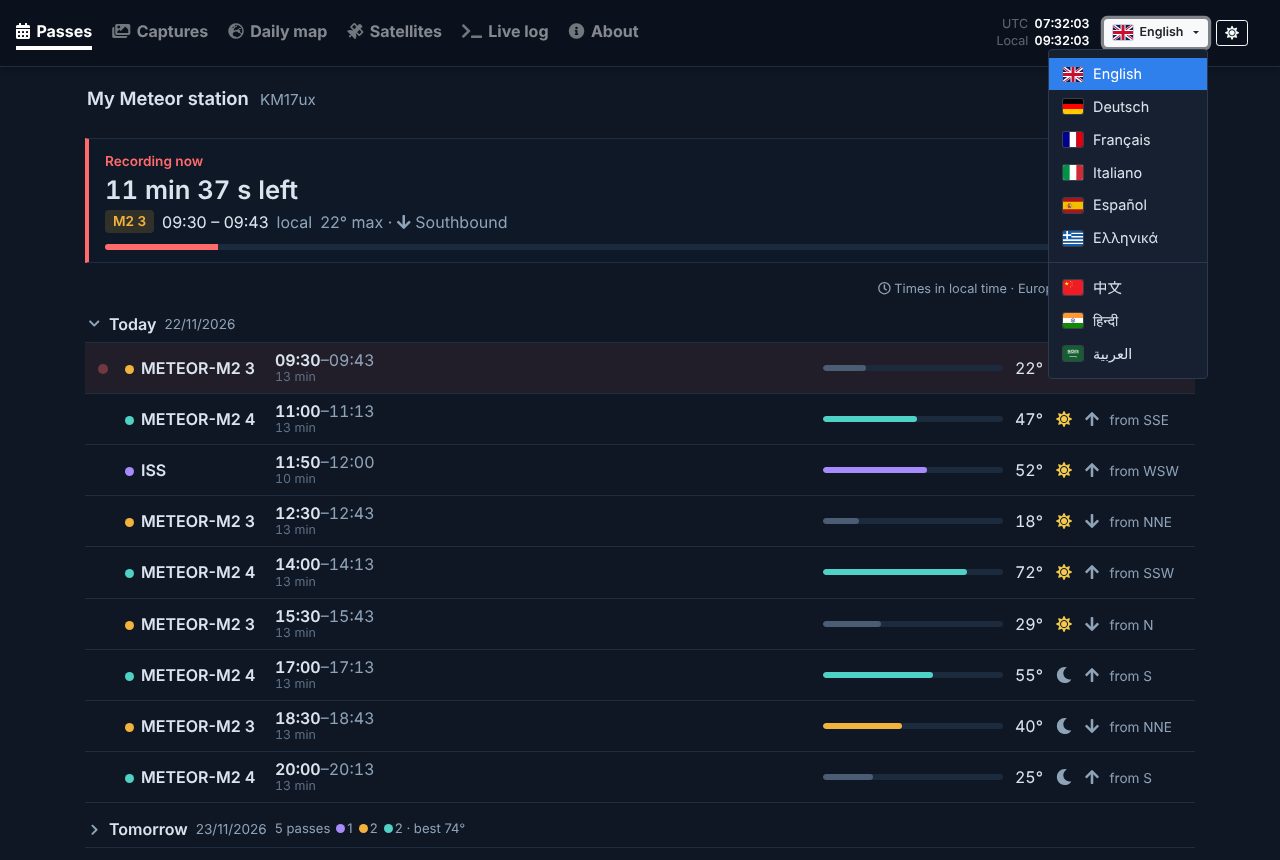 Passes Captures Daily map Satellites Live log About
UTC 07:32:03
Local 09:32:03
English
English
Deutsch
Français
Italiano
Español
Ελληνικά
中文
हिन्दी
العربية
My Meteor station KM17ux
Recording now
11 min 37 s left
M2 3 09:30 – 09:43 local 22° max · Southbound
Times in local time ·
Today 22/11/2026
METEOR-M2 3 09:30–09:43 22°
13 min
METEOR-M2 4 11:00–11:13 47° from SSE
13 min
ISS 11:50–12:00 52° from WSW
10 min
METEOR-M2 3 12:30–12:43 18° from NNE
13 min
METEOR-M2 4 14:00–14:13 72° from SSW
13 min
METEOR-M2 3 15:30–15:43 29° from N
13 min
METEOR-M2 4 17:00–17:13 55° from S
13 min
METEOR-M2 3 18:30–18:43 40° from NNE
13 min
METEOR-M2 4 20:00–20:13 25° from S
13 min
Tomorrow 23/11/2026 5 passes 1 2 2 · best 74°